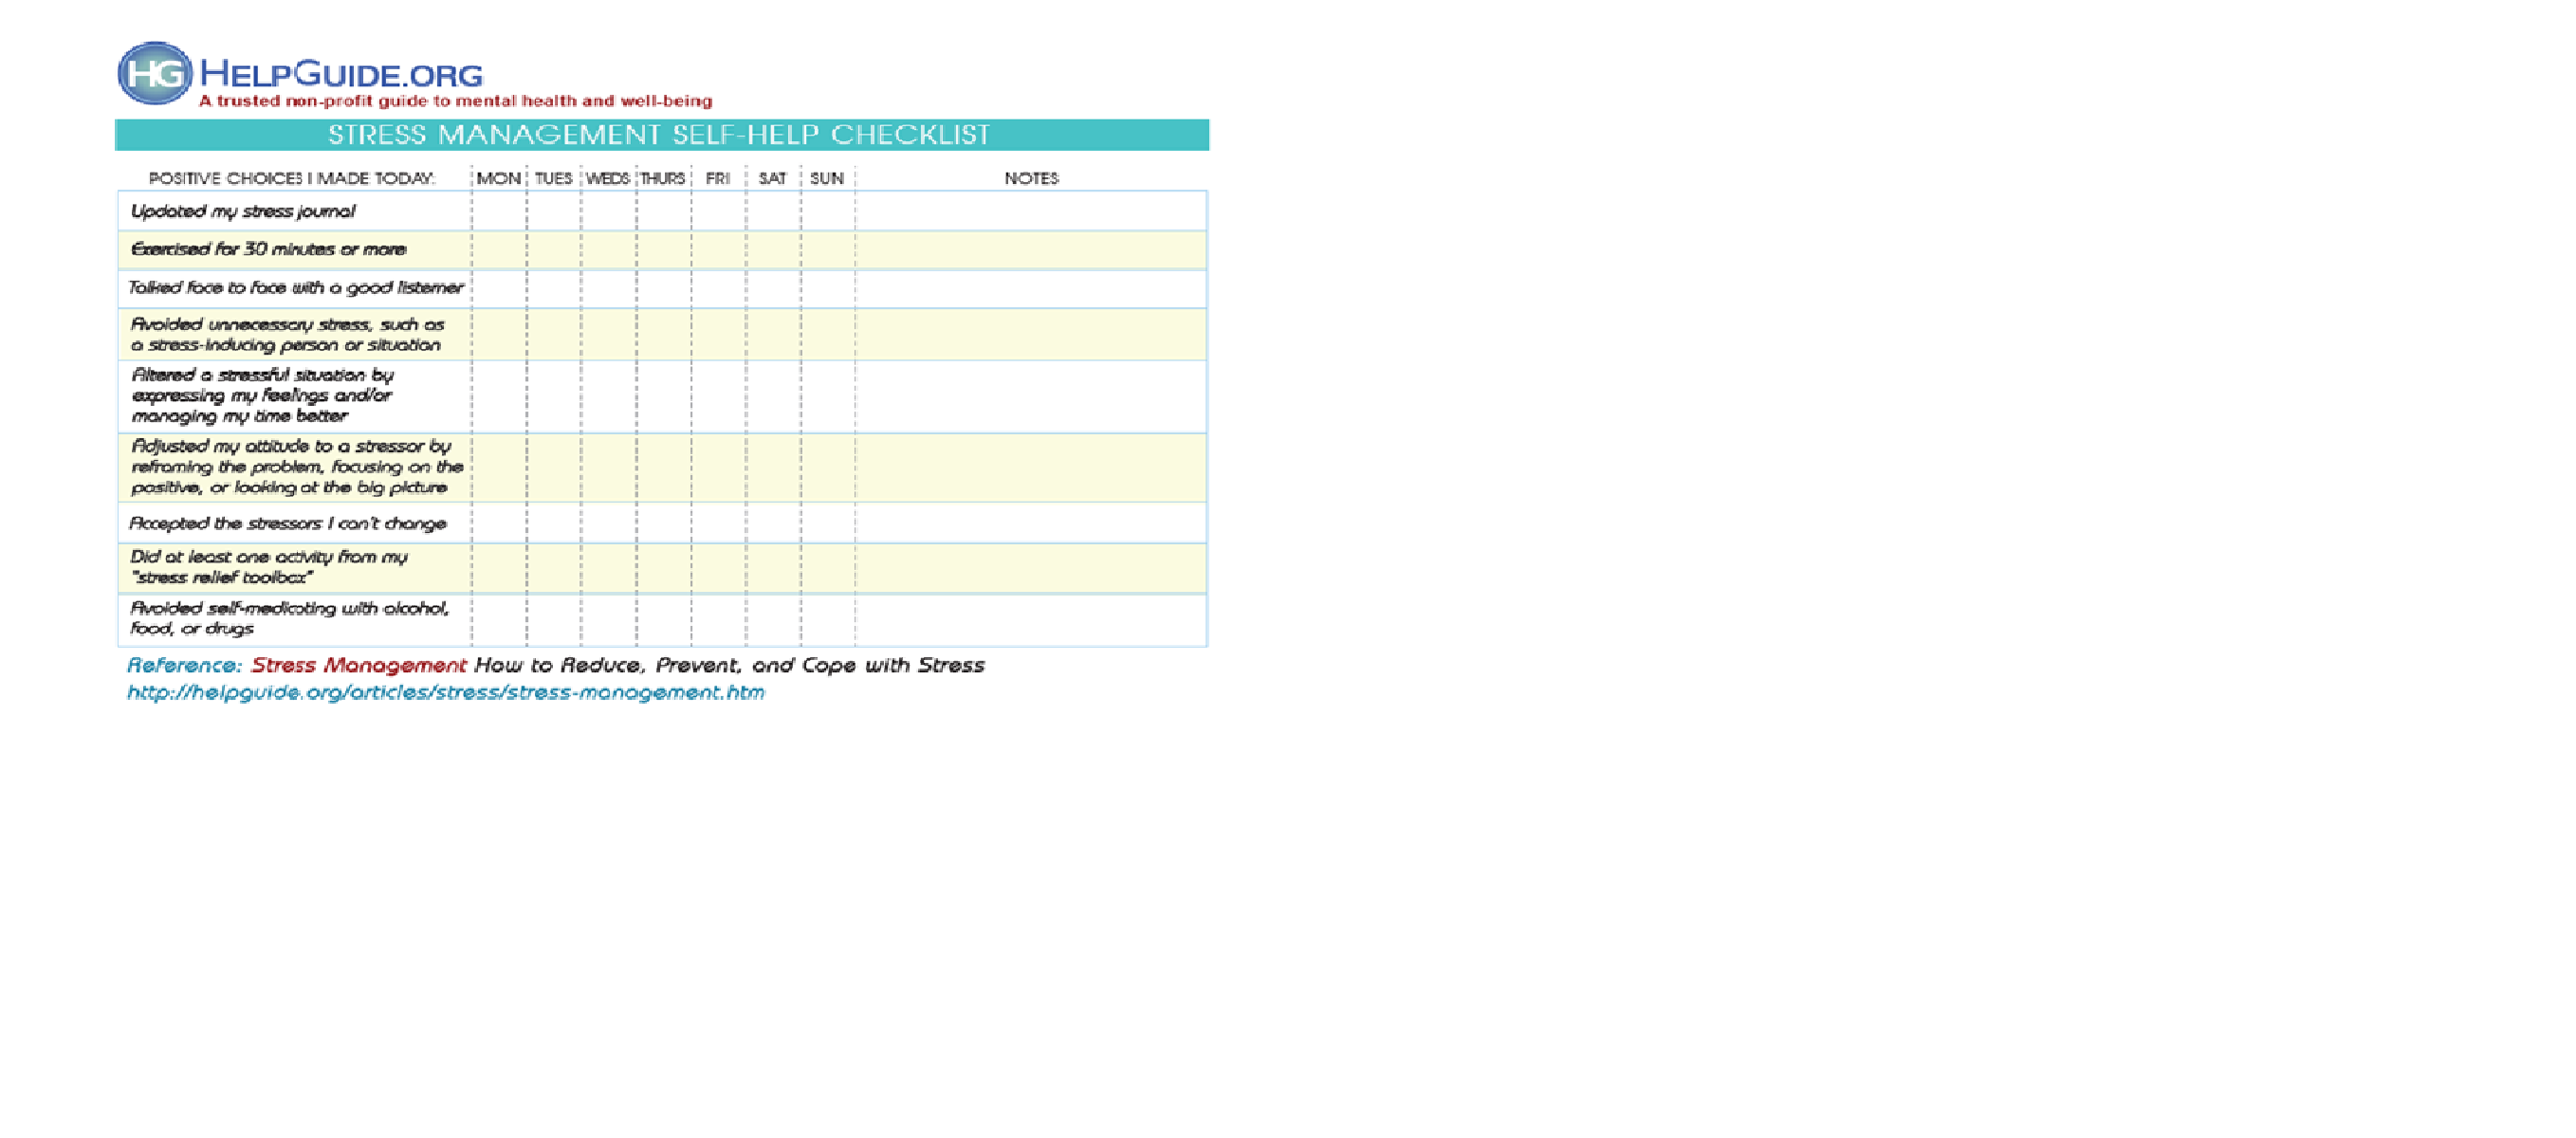 HG HELPGUIDE.ORG
A trusted non-profit guide to mental health and well-being
STRESS MANAGEMENT SELF-HELP CHECKLIST
POSITIVE CHOICES I MADE TODAY: MON TUES WEDS THURS FRI SAT SUN NOTES
Updated my stress journal
Exercised for 30 minutes or more
Talked face to face with a good listerner
Avoided unnecessary stress, such as
a stress-inducing person or situation
Altered a stressful situation by
expressing my feelings and/or
managing my time better
Adjusted my attitude to a stressor by
reframing the problem, focusing on the
positive, or looking at the big picture
Accepted the stressors I can't change
Did at least one activity from my
"stress relief toolbox"
Avoided self-medicating with alcohol,
food, or drugs
Reference: Stress Management How to Reduce, Prevent, and Cope with Stress
http://helpguide.org/articles/stress/stress-management.htm